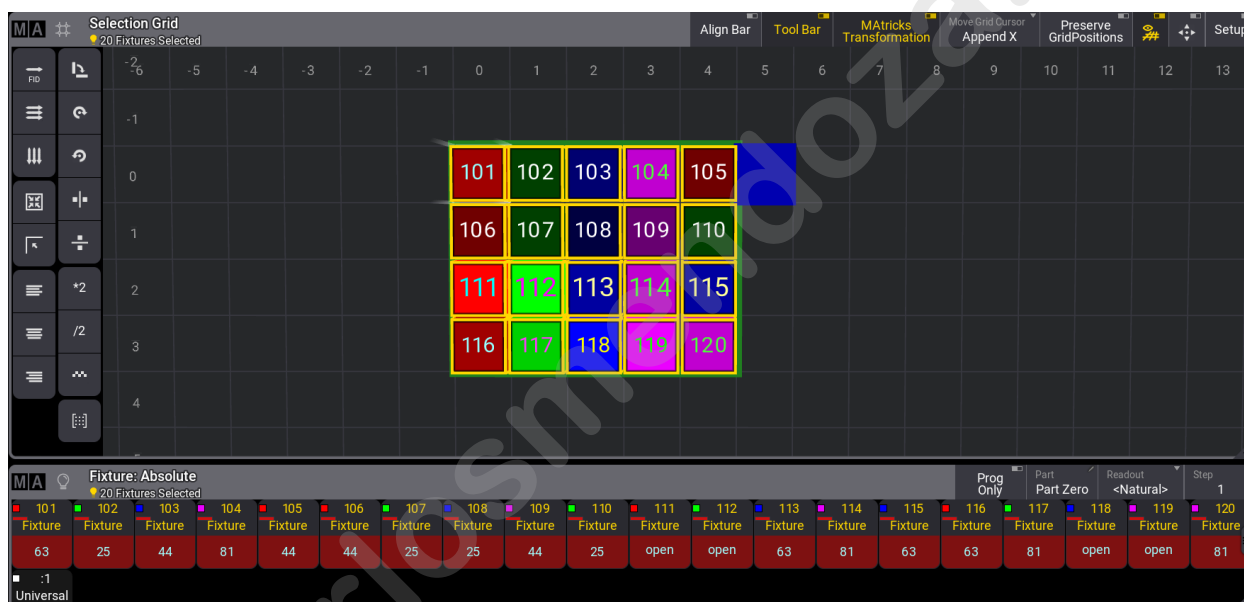 MA Selection Grid
20 Fixtures Selected
Align Bar
Tool Bar
MAtricks Transformation
Move Grid Cursor
Append X
Preserve GridPositions
Setup
FID
*2
/2
-2
-6 -5 -4 -3 -2 -1 0 1 2 3 4 5 6 7 8 9 10 11 12 13
-1
0
1
2
3
4
101 102 103 104 105
106 107 108 109 110
111 112 113 114 115
116 117 118 119 120
MA Fixture: Absolute
20 Fixtures Selected
Prog Only
Part
Part Zero
Readout
<Natural>
Step
1
101 102 103 104 105 106 107 108 109 110 111 112 113 114 115 116 117 118 119 120
Fixture Fixture Fixture Fixture Fixture Fixture Fixture Fixture Fixture Fixture Fixture Fixture Fixture Fixture Fixture Fixture Fixture Fixture Fixture Fixture
63 25 44 81 44 44 25 25 44 25 open open 63 81 63 63 81 open open 81
:1
Universal